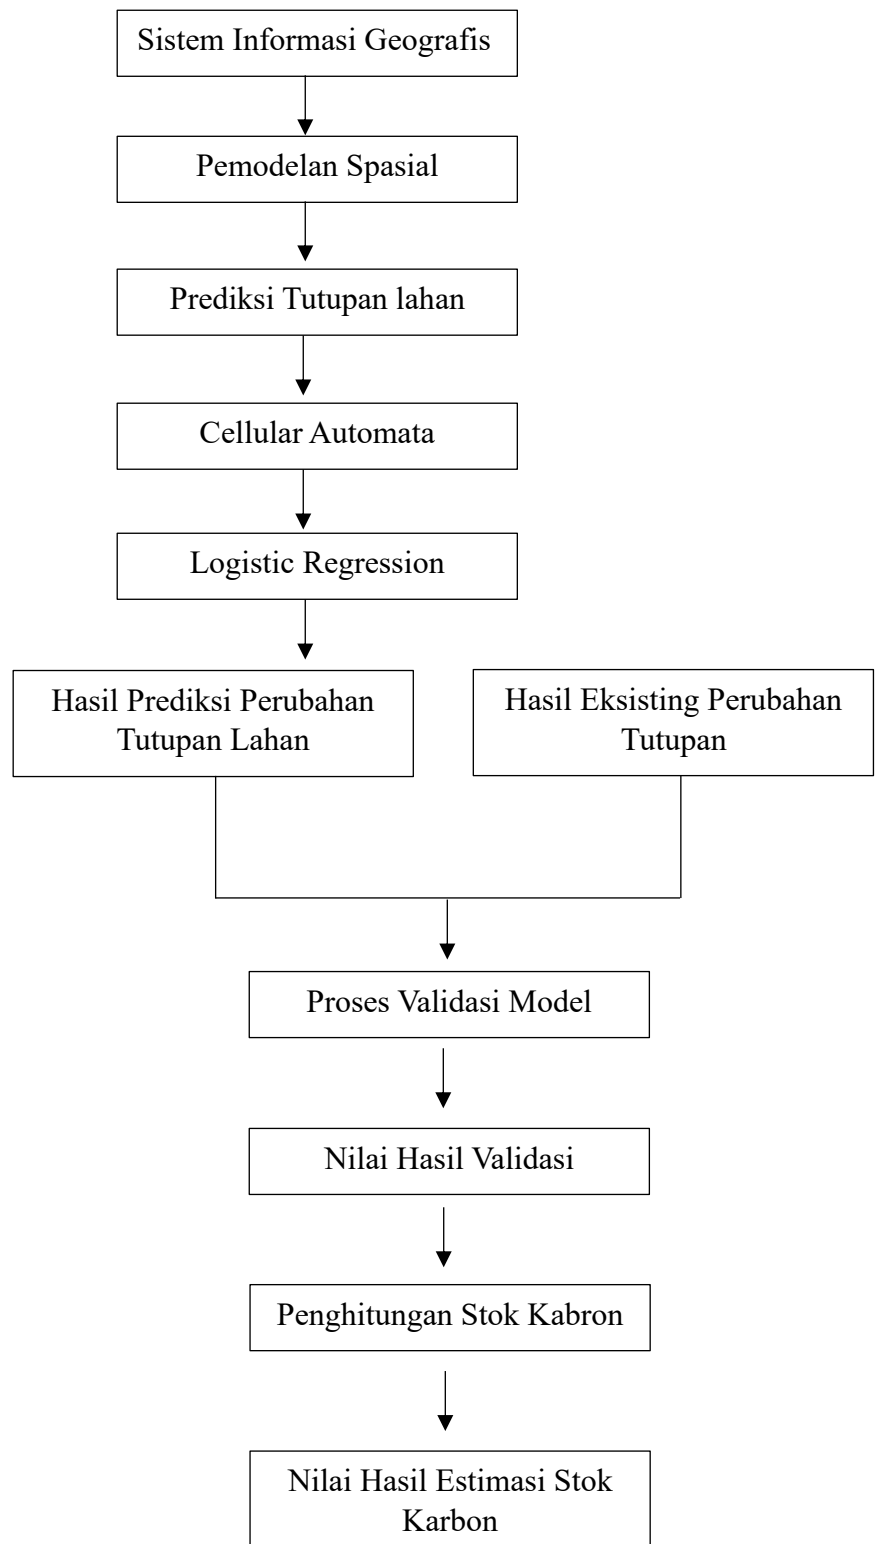 Sistem Informasi Geografis
Pemodelan Spasial
Prediksi Tutupan lahan
Cellular Automata
Logistic Regression
Hasil Prediksi Perubahan
Tutupan Lahan
Hasil Eksisting Perubahan
Tutupan
Proses Validasi Model
Nilai Hasil Validasi
Penghitungan Stok Kabron
Nilai Hasil Estimasi Stok
Karbon